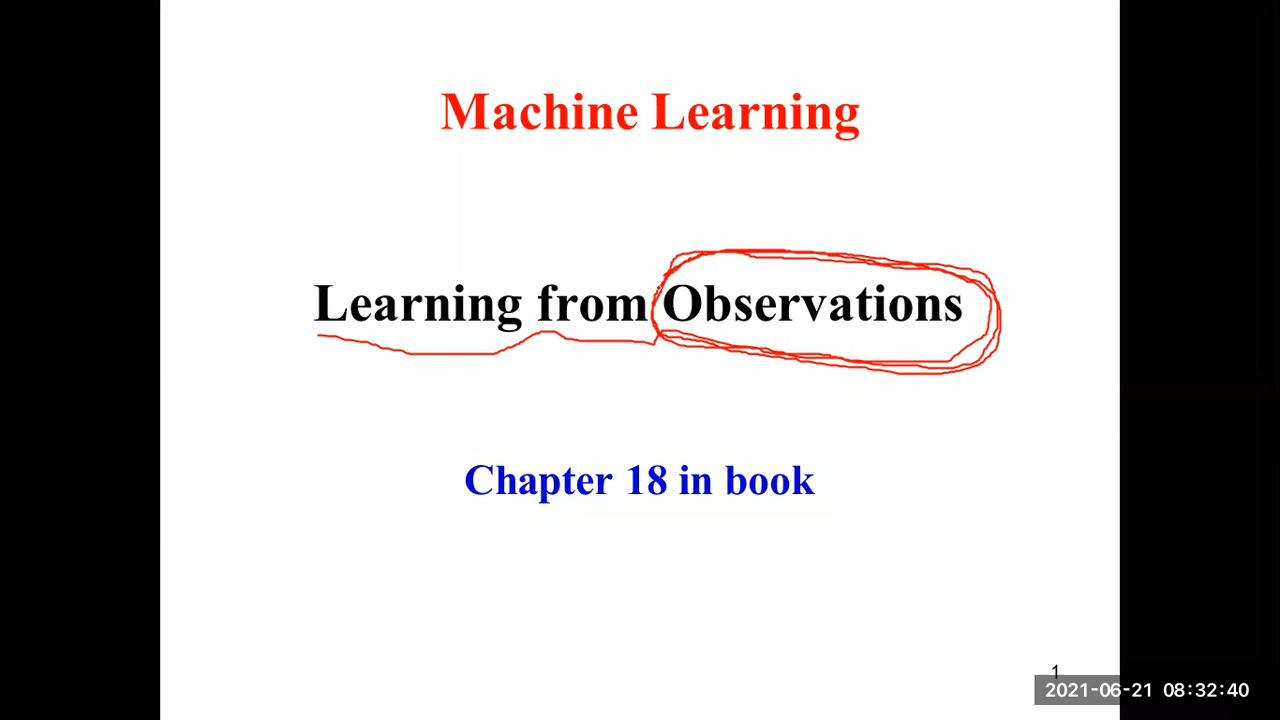 Machine Learning
Learning from Observations
Chapter 18 in book
1
2021-06-21 08:32:40